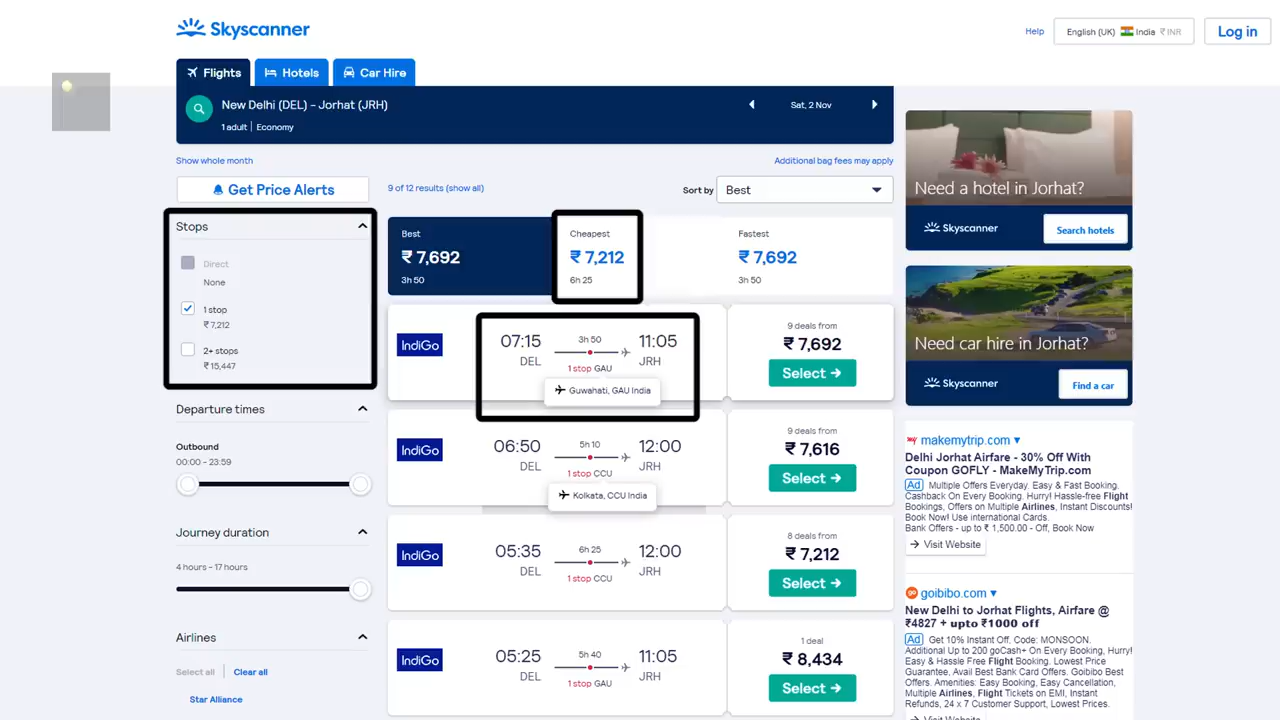 Skyscanner
Help
English (UK) India ₹ INR
Log in
Flights
Hotels
Car Hire
New Delhi (DEL) – Jorhat (JRH)
1 adult | Economy
Sat, 2 Nov
Show whole month
Additional bag fees may apply
Get Price Alerts
9 of 12 results (show all)
Sort by
Best
Stops
Direct
None
1 stop
₹ 7,212
2+ stops
₹ 15,447
Departure times
Outbound
00:00 – 23:59
Journey duration
4 hours – 17 hours
Airlines
Select all
Clear all
Star Alliance
Best
₹ 7,692
3h 50
Cheapest
₹ 7,212
6h 25
Fastest
₹ 7,692
3h 50
IndiGo
07:15
DEL
3h 50
1 stop GAU
11:05
JRH
Guwahati, GAU India
9 deals from
₹ 7,692
Select →
IndiGo
06:50
DEL
5h 10
1 stop CCU
12:00
JRH
Kolkata, CCU India
9 deals from
₹ 7,616
Select →
IndiGo
05:35
DEL
6h 25
1 stop CCU
12:00
JRH
8 deals from
₹ 7,212
Select →
IndiGo
05:25
DEL
5h 40
1 stop GAU
11:05
JRH
1 deal
₹ 8,434
Select →
Need a hotel in Jorhat?
Skyscanner
Search hotels
Need car hire in Jorhat?
Skyscanner
Find a car
my makemytrip.com ▼
Delhi Jorhat Airfare - 30% Off With
Coupon GOFLY - MakeMyTrip.com
Ad Multiple Offers Everyday. Easy & Fast Booking.
Cashback On Every Booking. Hurry! Hassle-free Flight
Bookings, Offers on Multiple Airlines, Instant Discounts!
Book Now! Use international Cards.
Bank Offers - up to ₹ 1,500.00 - Off, Book Now
→ Visit Website
go goibibo.com ▼
New Delhi to Jorhat Flights, Airfare @
₹4827 + upto ₹1000 off
Ad Get 10% Instant Off. Code: MONSOON.
Additional Up to 200 goCash+ On Every Booking, Hurry!
Easy & Hassle Free Flight Booking. Lowest Price
Guarantee, Avail Best Bank Card Offers. Goibibo Best
Offers. Amenities: Easy Booking, Easy Cancellation,
Multiple Airlines, Flight Tickets on EMI, Instant
Refunds, 24 x 7 Customer Support, Lowest Prices.
→ Visit Website